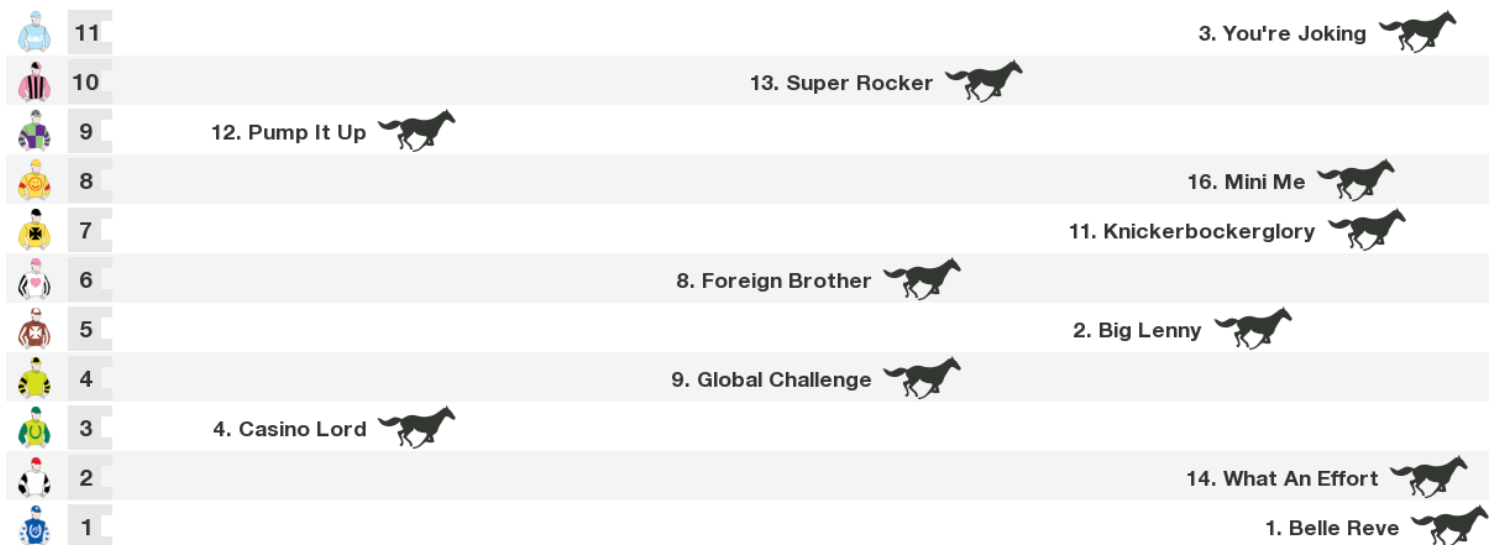 11 3. You're Joking
10 13. Super Rocker
9 12. Pump It Up
8 16. Mini Me
7 11. Knickerbockerglory
6 8. Foreign Brother
5 2. Big Lenny
4 9. Global Challenge
3 4. Casino Lord
2 14. What An Effort
1 1. Belle Reve